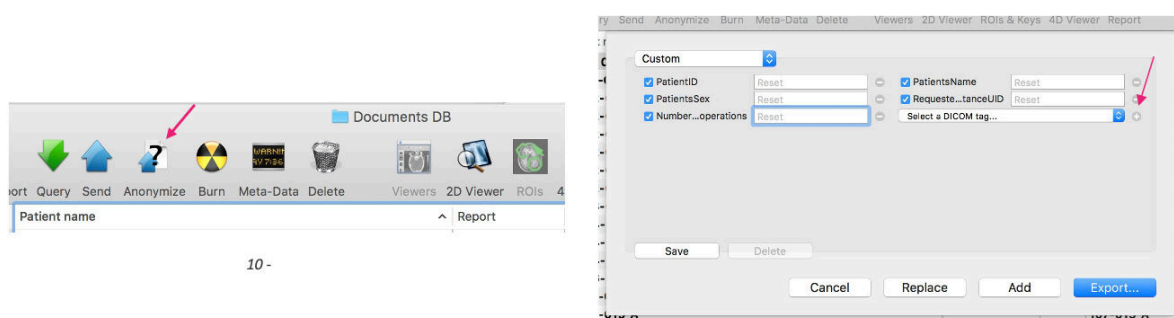 Documents DB
ort Query Send Anonymize Burn Meta-Data Delete Viewers 2D Viewer ROIs 4
Patient name Report
10 -
ry Send Anonymize Burn Meta-Data Delete Viewers 2D Viewer ROIs & Keys 4D Viewer Report
Custom
PatientID Reset PatientsName Reset
PatientsSex Reset Requeste...tanceUID Reset
Number...operations Reset Select a DICOM tag...
Save Delete
Cancel Replace Add Export...